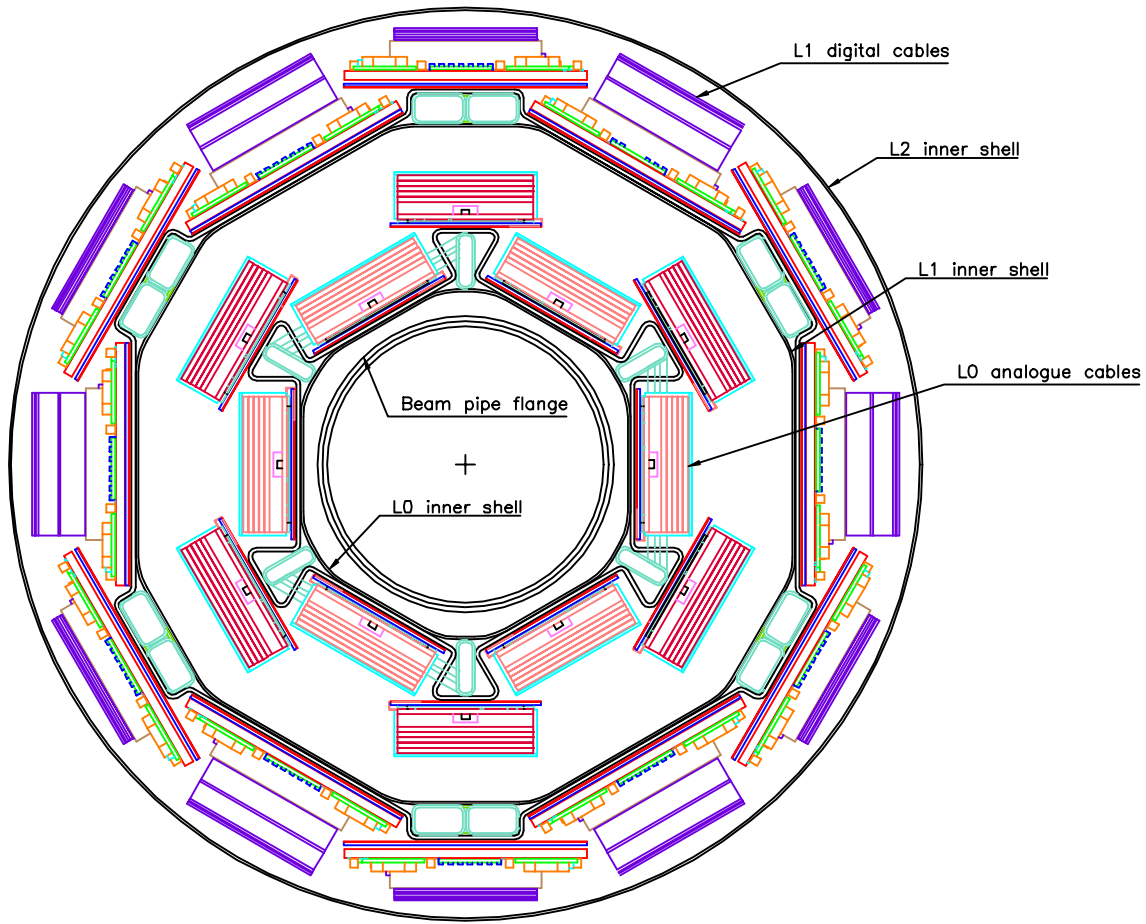 L1 digital cables
L2 inner shell
L1 inner shell
L0 analogue cables
Beam pipe flange
L0 inner shell